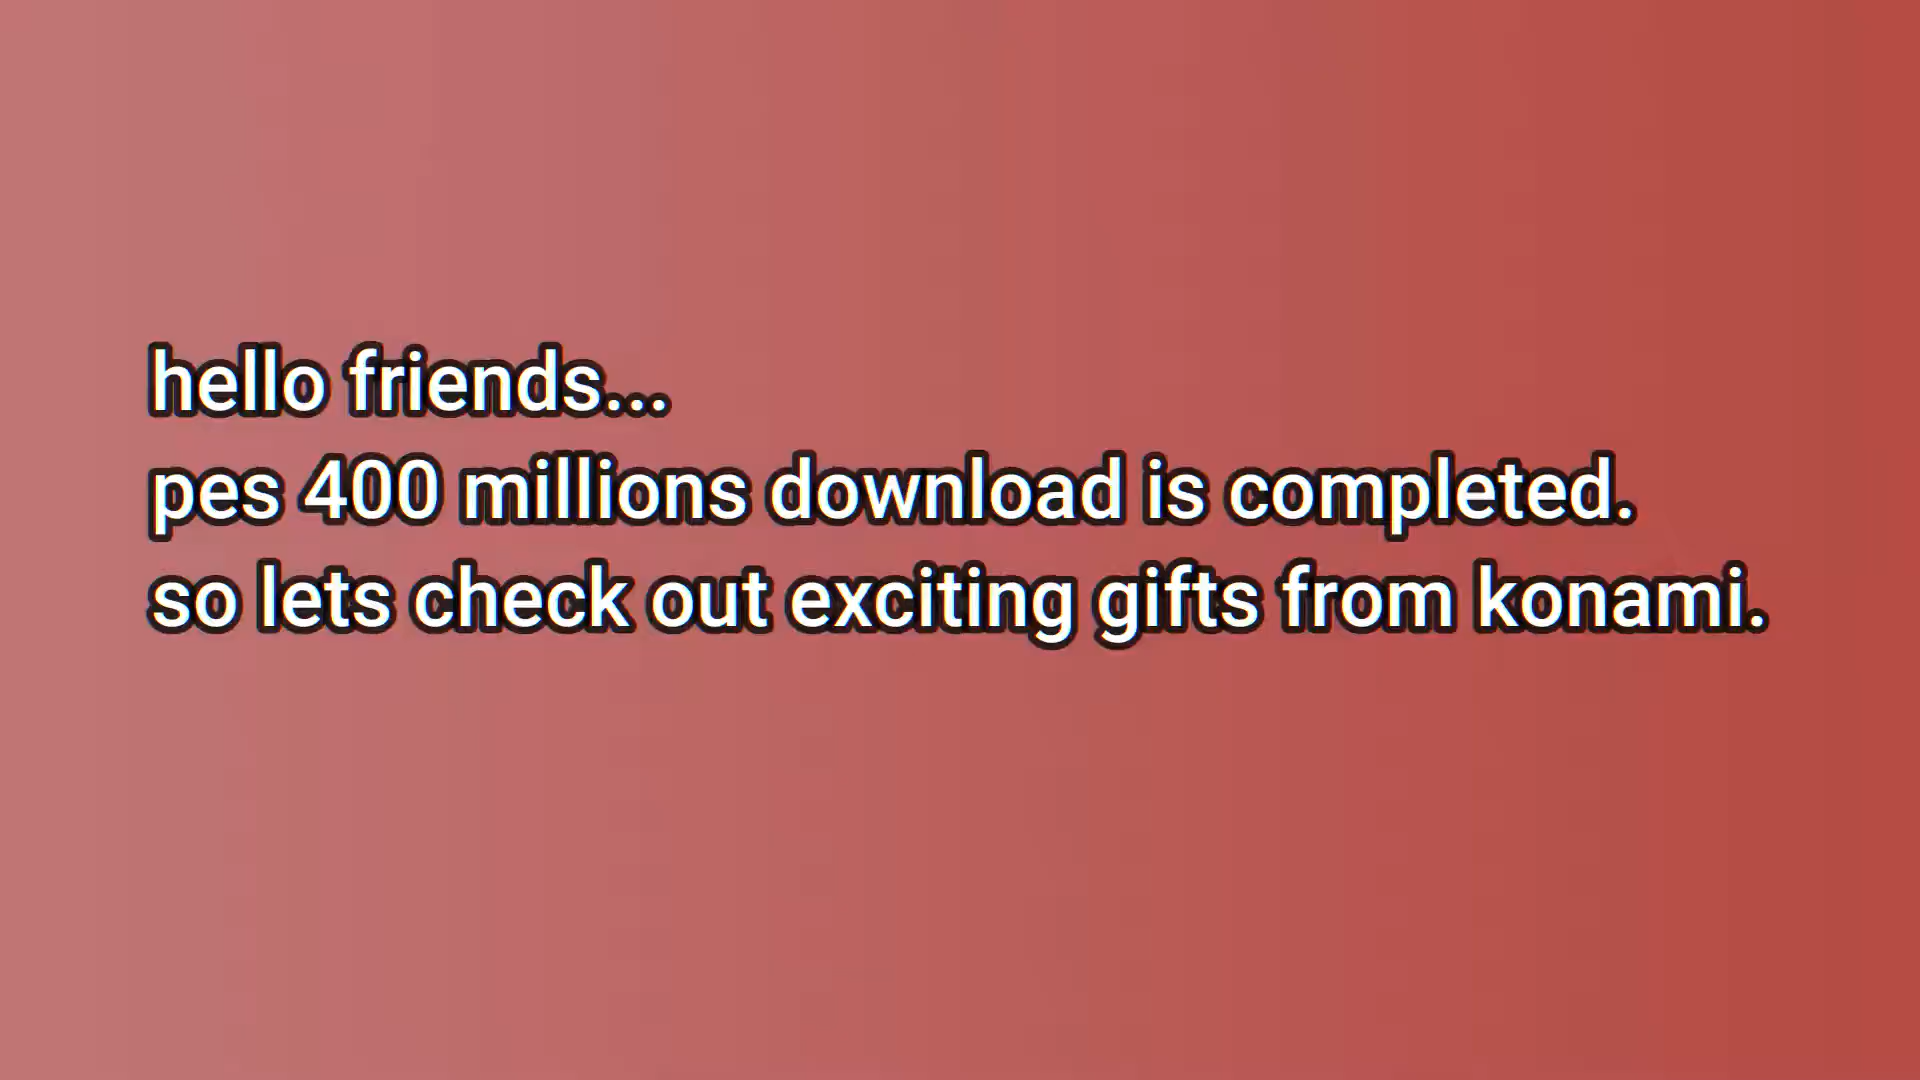 hello friends...
pes 400 millions download is completed.
so lets check out exciting gifts from konami.